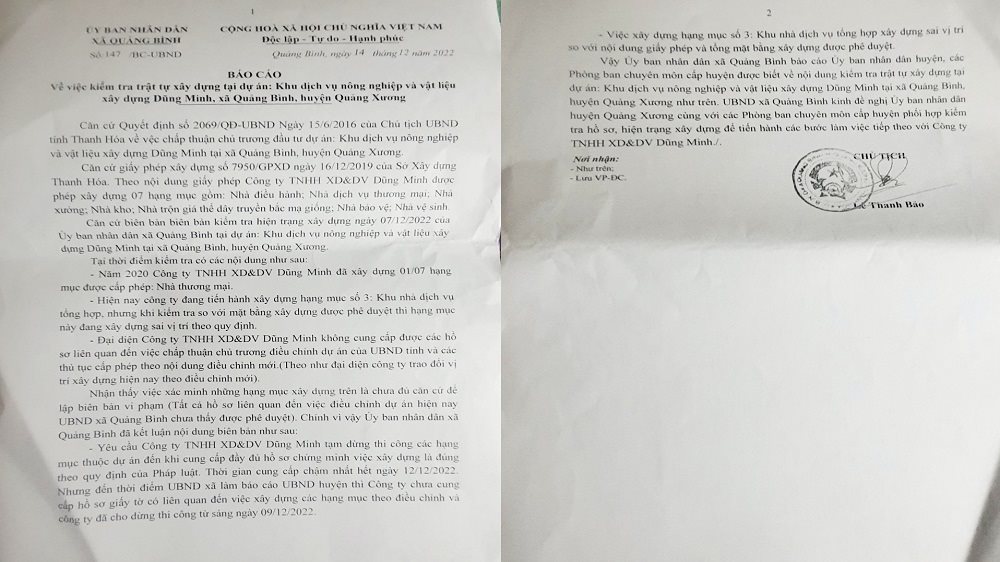 1
ỦY BAN NHÂN DÂN
XÃ QUẢNG BÌNH
CỘNG HOÀ XÃ HỘI CHỦ NGHĨA VIỆT NAM
Độc lập - Tự do - Hạnh phúc
Số 147 /BC-UBND
Quảng Bình, ngày 14 tháng 12 năm 2022
BÁO CÁO
Về việc kiểm tra trật tự xây dựng tại dự án: Khu dịch vụ nông nghiệp và vật liệu
xây dựng Dũng Minh, xã Quảng Bình, huyện Quảng Xương
Căn cứ Quyết định số 2069/QĐ-UBND Ngày 15/6/2016 của Chủ tịch UBND
tỉnh Thanh Hóa về vệc chấp thuận chủ trương đầu tư dự án: Khu dịch vụ nông nghiệp
và vật liệu xây dựng Dũng Minh tại xã Quảng Bình, huyện Quảng Xương.
Căn cứ giấy phép xây dựng số 7950/GPXD ngày 16/12/2019 của Sở Xây dựng
Thanh Hóa. Theo nội dung giấy phép Công ty TNHH XD&DV Dũng Minh được
phép xây dựng 07 hạng mục gồm: Nhà điều hành; Nhà dịch vụ thương mại; Nhà
xưởng; Nhà kho; Nhà trộn giá thể dây truyền bắc mạ giống; Nhà bảo vệ; Nhà vệ sinh.
Căn cứ biên bản biên bản kiểm tra hiện trạng xây dựng ngày 07/12/2022 của
Ủy ban nhân dân xã Quảng Bình tại dự án: Khu dịch vụ nông nghiệp và vật liệu xây
dựng Dũng Minh tại xã Quảng Bình, huyện Quảng Xương.
Tại thời điểm kiểm tra có các nội dung như sau:
- Năm 2020 Công ty TNHH XD&DV Dũng Minh đã xây dựng 01/07 hạng
mục được cấp phép: Nhà thương mại.
- Hiện nay công ty đang tiến hành xây dựng hạng mục số 3: Khu nhà dịch vụ
tổng hợp, nhưng khi kiểm tra so với mặt bằng xây dựng được phê duyệt thì hạng mục
này đang xây dựng sai vị trí theo quy định.
- Đại diện Công ty TNHH XD&DV Dũng Minh không cung cấp được các hồ
sơ liên quan đến việc chấp thuận chủ trương điều chỉnh dự án của UBND tỉnh và các
thủ tục cấp phép theo nội dung điều chỉnh mới.(Theo như đại diện công ty trao đổi vị
trí xây dựng hiện nay theo điều chỉnh mới).
Nhận thấy việc xác minh những hạng mục xây dựng trên là chưa đủ căn cứ để
lập biên bản vi phạm (Tất cả hồ sơ liên quan đến việc điều chỉnh dự án hiện nay
UBND xã Quảng Bình chưa thấy được phê duyệt). Chính vì vậy Ủy ban nhân dân xã
Quảng Bình đã kết luận nội dung biên bản như sau:
- Yêu cầu Công ty TNHH XD&DV Dũng Minh tạm dừng thi công các hạng
mục thuộc dự án đến khi cung cấp đầy đủ hồ sơ chứng minh việc xây dựng là đúng
theo quy định của Pháp luật. Thời gian cung cấp chậm nhất hết ngày 12/12/2022.
Nhưng đến thời điểm UBND xã làm báo cáo UBND huyện thì Công ty chưa cung
cấp hồ sơ giấy tờ có liên quan đến việc xây dựng các hạng mục theo điều chỉnh và
công ty đã cho dừng thi công từ sáng ngày 09/12/2022.
2
- Việc xây dựng hạng mục số 3: Khu nhà dịch vụ tổng hợp xây dựng sai vị trí
so với nội dung giấy phép và tổng mặt bằng xây dựng được phê duyệt.
Vậy Ủy ban nhân dân xã Quảng Bình báo cáo Ủy ban nhân dân huyện, các
Phòng ban chuyên môn cấp huyện được biết về nội dung kiểm tra trật tự xây dựng tại
dự án: Khu dịch vụ nông nghiệp và vật liệu xây dựng Dũng Minh tại xã Quảng Bình,
huyện Quảng Xương như trên. UBND xã Quảng Bình kính đề nghị Ủy ban nhân dân
huyện Quảng Xương cùng với các Phòng ban chuyên môn cấp huyện phối hợp kiểm
tra hồ sơ, hiện trạng xây dựng để tiến hành các bước làm việc tiếp theo với Công ty
TNHH XD&DV Dũng Minh./.
Nơi nhận:
- Như trên;
- Lưu VP-ĐC.
CHỦ TỊCH
Lê Thanh Bảo